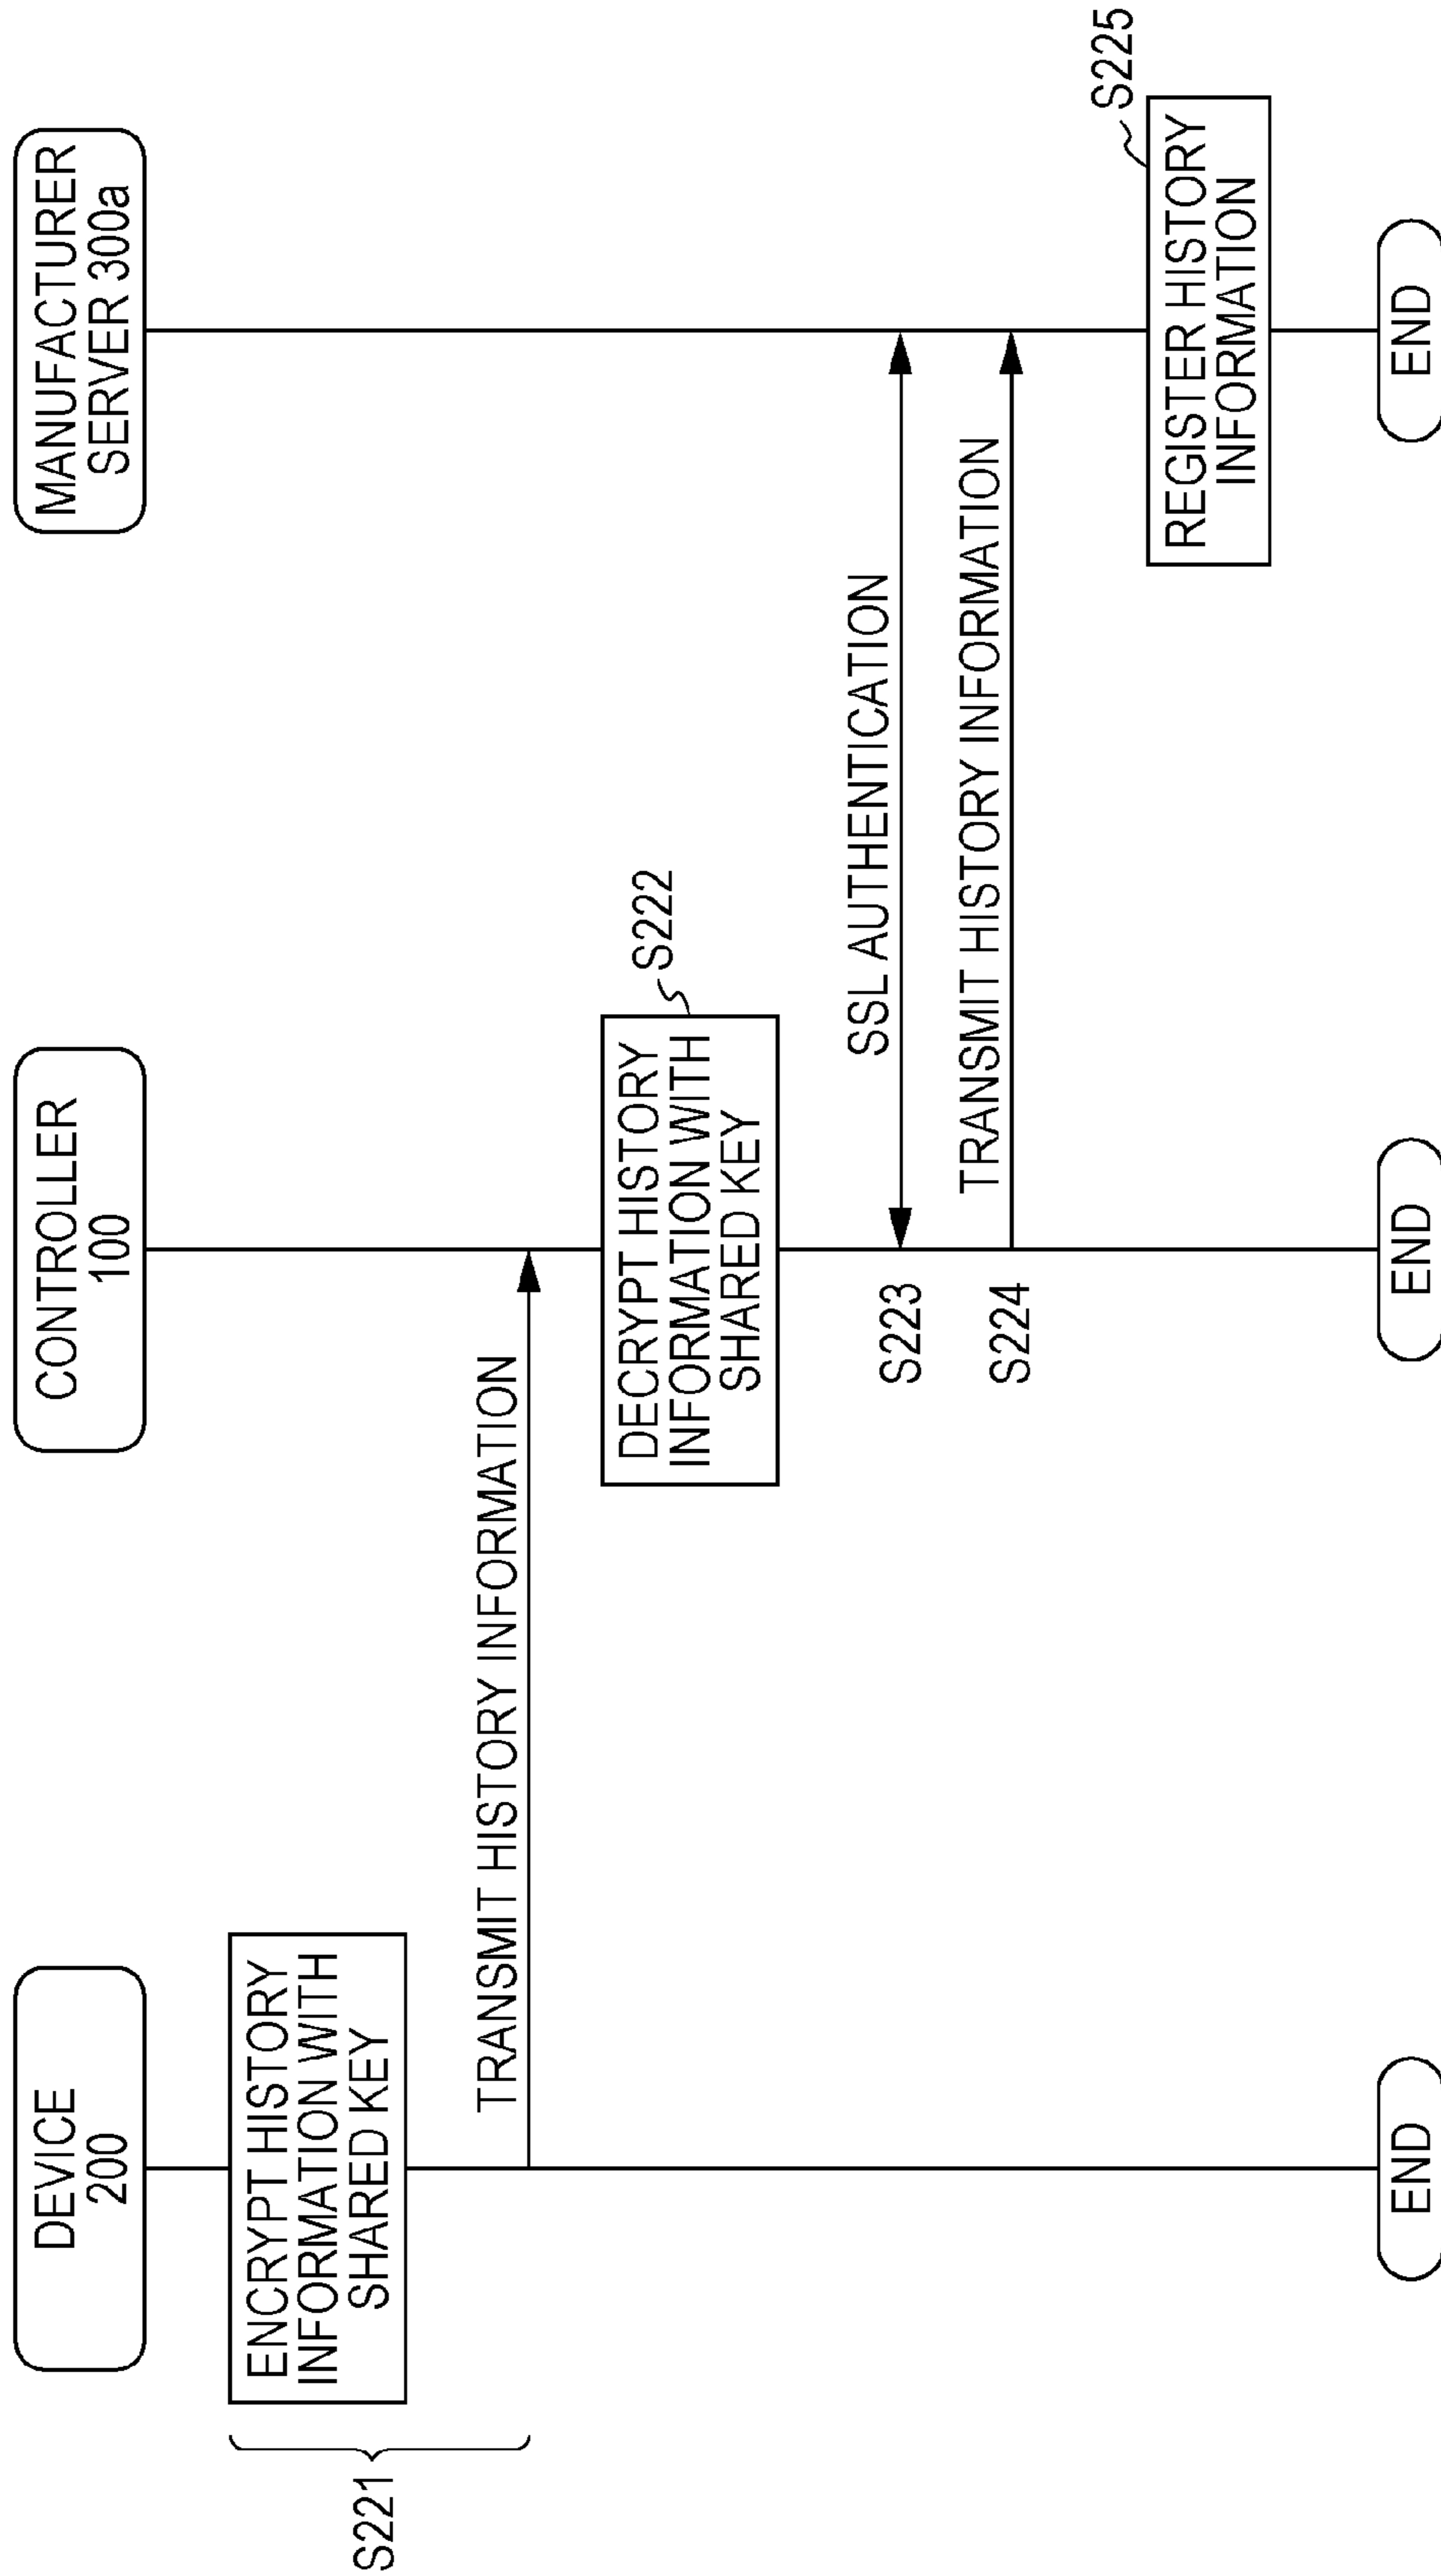 DEVICE
200
CONTROLLER
100
MANUFACTURER
SERVER 300a
S221
ENCRYPT HISTORY
INFORMATION WITH
SHARED KEY
TRANSMIT HISTORY INFORMATION
DECRYPT HISTORY
INFORMATION WITH
SHARED KEY
S222
S223
SSL AUTHENTICATION
S224
TRANSMIT HISTORY INFORMATION
S225
REGISTER HISTORY
INFORMATION
END
END
END